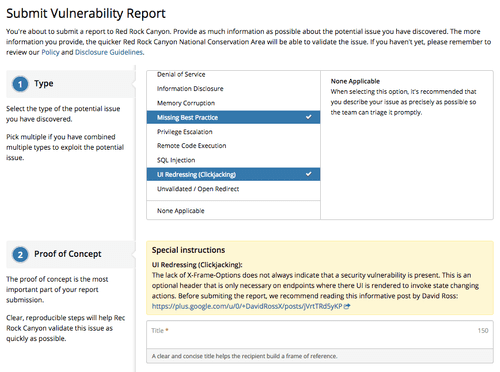 Submit Vulnerability Report
You're about to submit a report to Red Rock Canyon. Provide as much information as possible about the potential issue you have discovered. The more
information you provide, the quicker Red Rock Canyon National Conservation Area will be able to validate the issue. If you haven't yet, please remember to
review our Policy and Disclosure Guidelines.
1 Type
Select the type of the potential issue
you have discovered.
Pick multiple if you have combined
multiple types to exploit the potential
issue.
Denial of Service
Information Disclosure
Memory Corruption
Missing Best Practice
Privilege Escalation
Remote Code Execution
SQL Injection
UI Redressing (Clickjacking)
Unvalidated / Open Redirect
None Applicable
None Applicable
When selecting this option, it's recommended that
you describe your issue as precisely as possible so
the team can triage it promptly.
2 Proof of Concept
The proof of concept is the most
important part of your report
submission.
Clear, reproducible steps will help Red
Rock Canyon validate this issue as
quickly as possible.
Special instructions
UI Redressing (Clickjacking):
The lack of X-Frame-Options does not always indicate that a security vulnerability is present. This is an
optional header that is only necessary on endpoints where there UI is rendered to invoke state changing
actions. Before submiting the report, we recommend reading this informative post by David Ross:
https://plus.google.com/u/0/+DavidRossX/posts/jVrtTRd5yKP
Title * 150
A clear and concise title helps the recipient build a frame of reference.